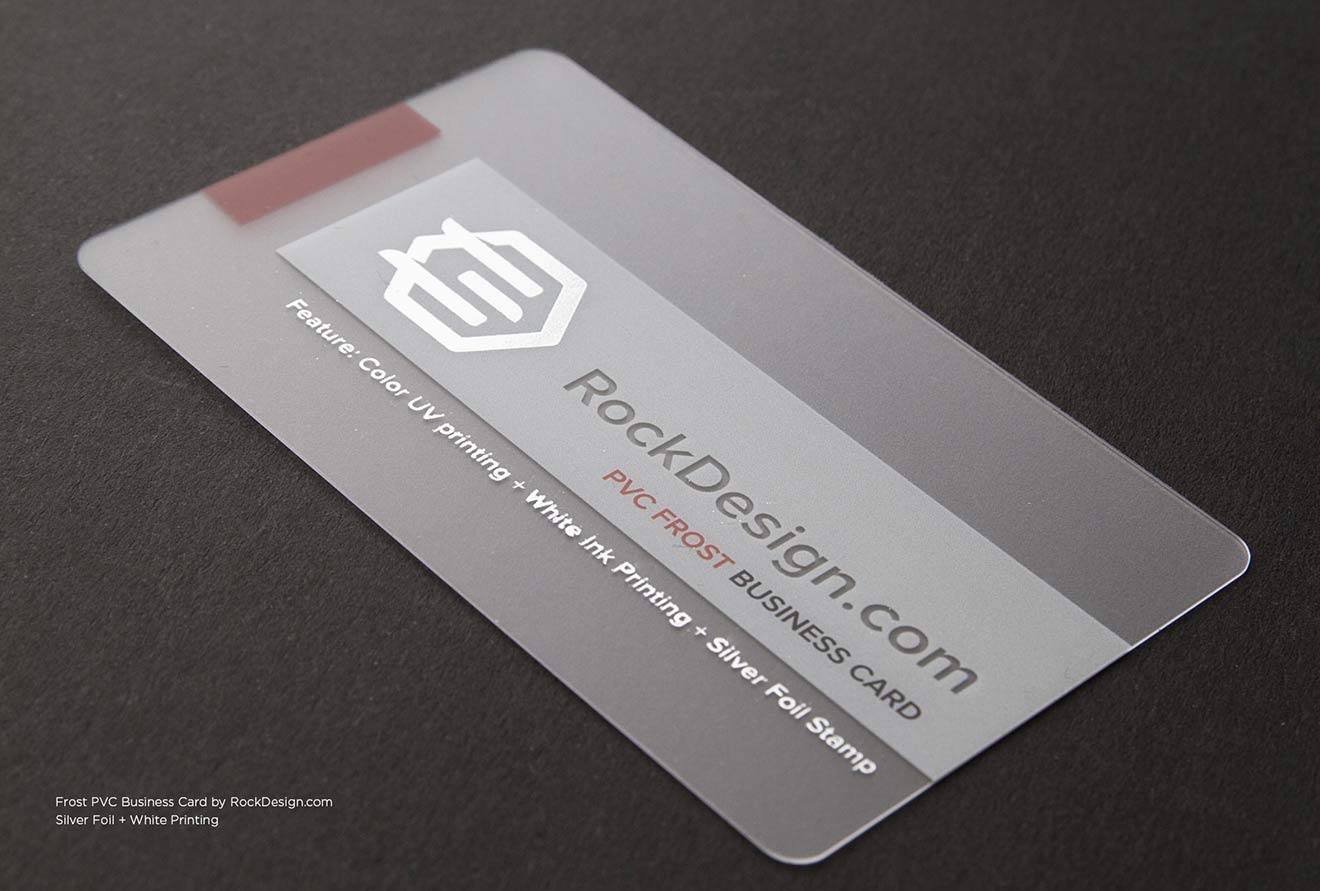 RockDesign.com
PVC FROST BUSINESS CARD
Feature: Color UV printing + White Ink Printing + Silver Foil Stamp
Frost PVC Business Card by RockDesign.com
Silver Foil + White Printing